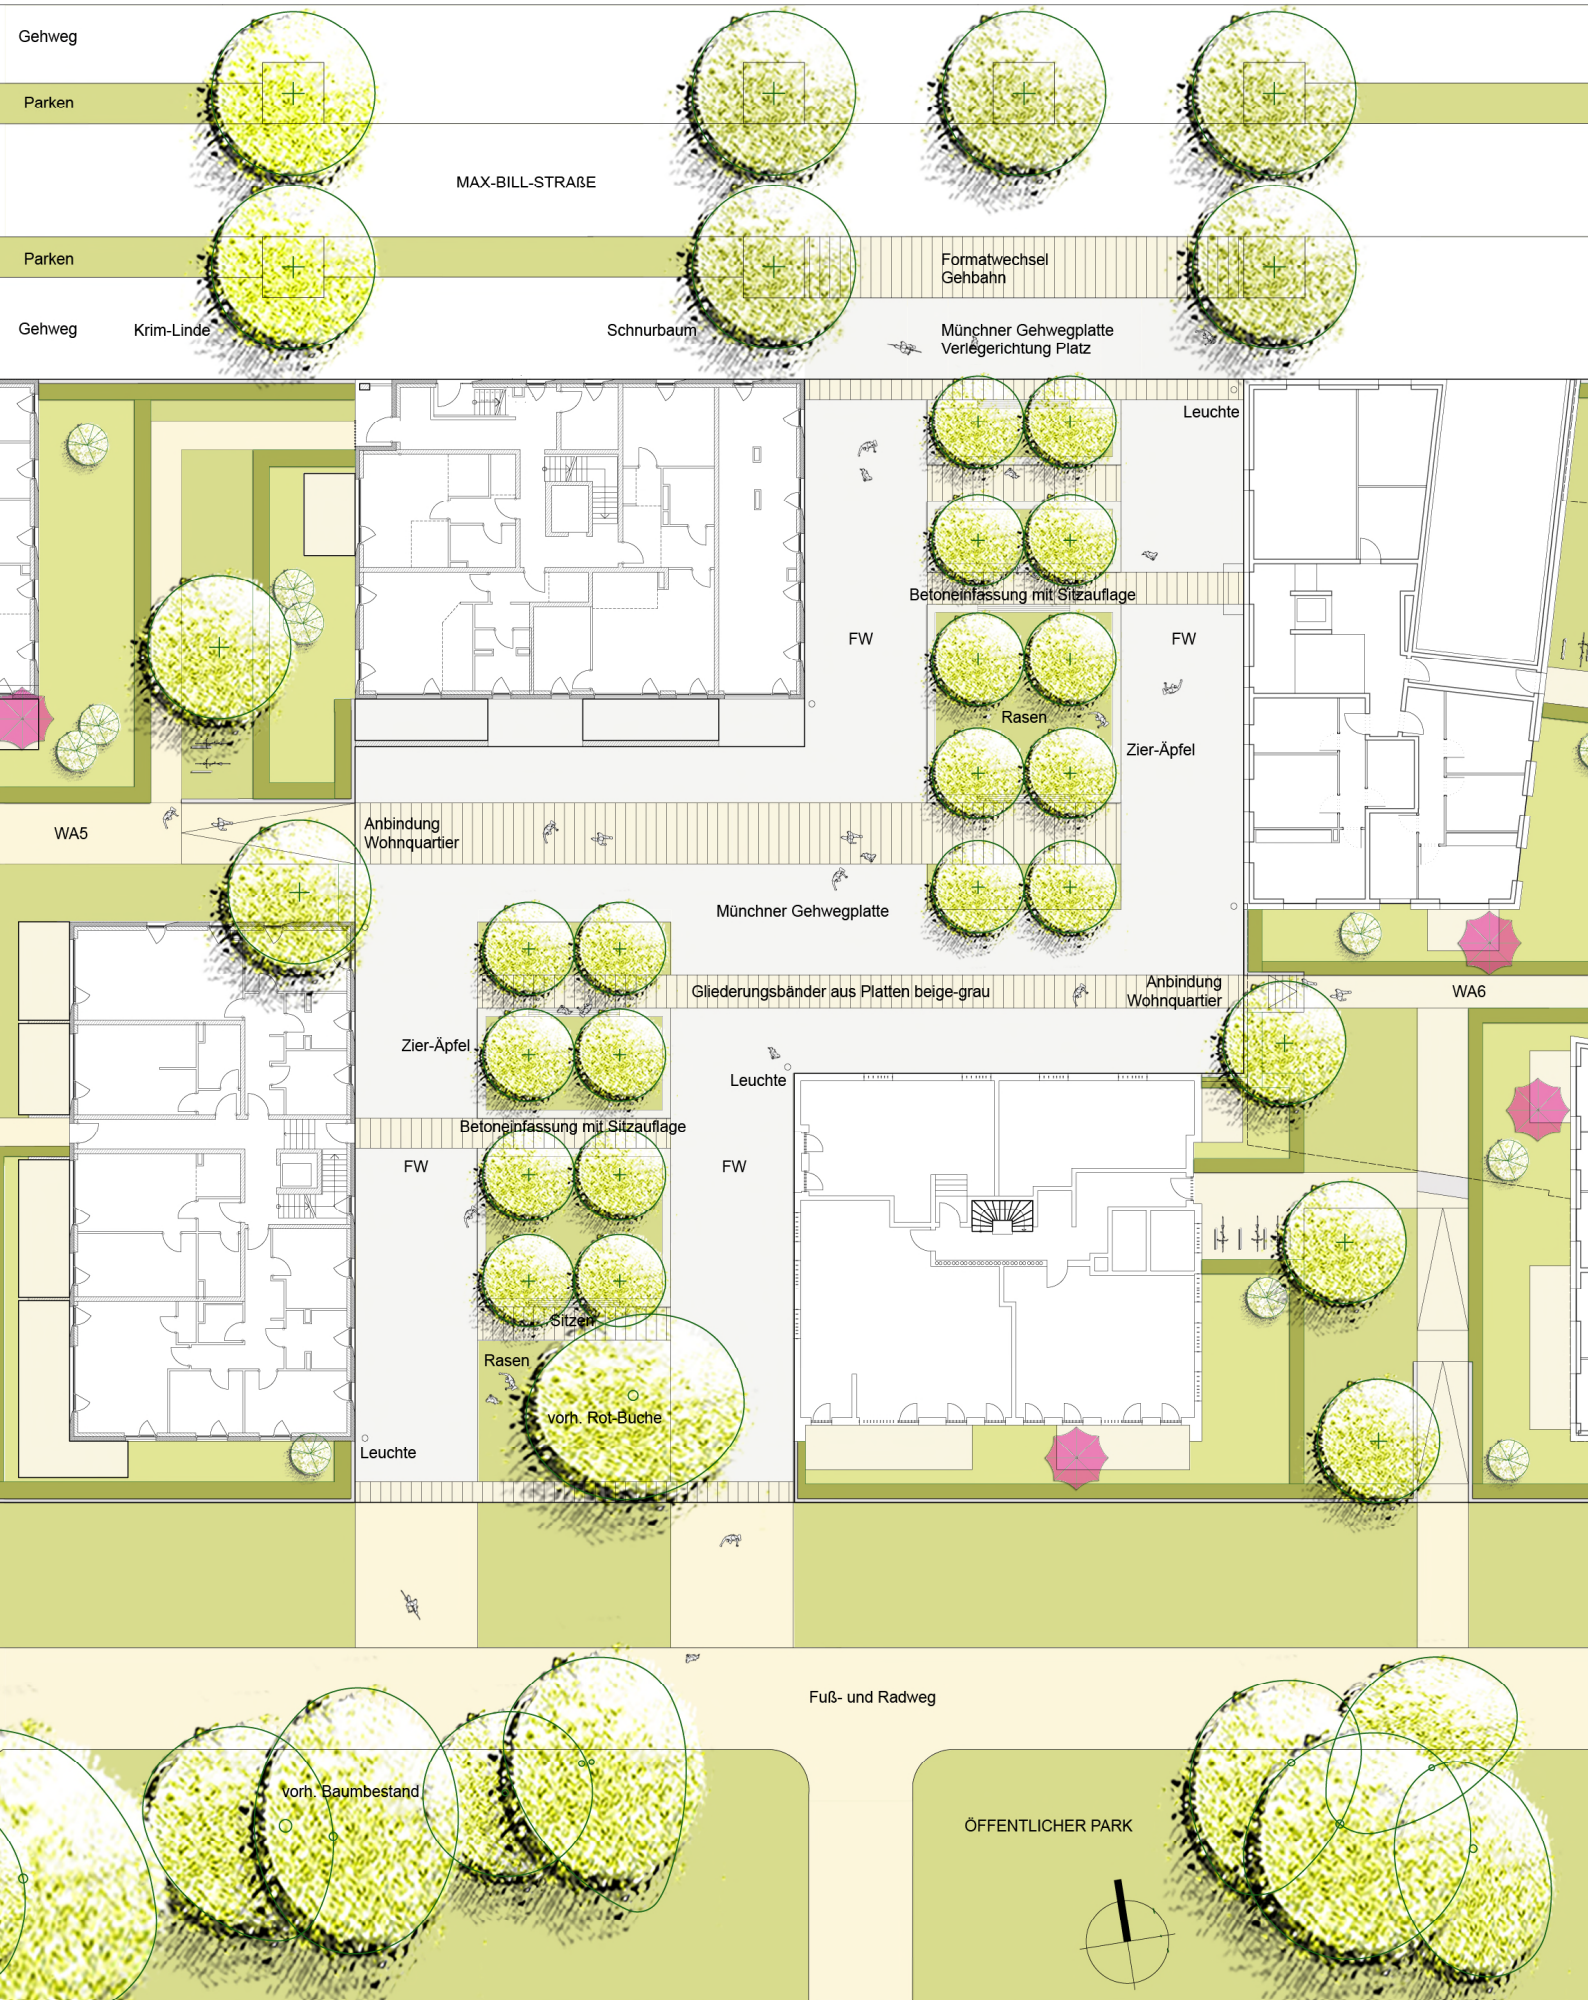 Gehweg
Parken
MAX-BILL-STRAßE
Parken
Formatwechsel
Gehbahn
Gehweg
Krim-Linde
Schnurbaum
Münchner Gehwegplatte
Verlegerichtung Platz
Leuchte
Betoneinfassung mit Sitzauflage
FW
FW
Rasen
Zier-Äpfel
WA5
Anbindung
Wohnquartier
Münchner Gehwegplatte
Gliederungsbänder aus Platten beige-grau
Anbindung
Wohnquartier
WA6
Zier-Äpfel
Leuchte
Betoneinfassung mit Sitzauflage
FW
FW
Sitzen
Rasen
vorh. Rot-Buche
Leuchte
Fuß- und Radweg
vorh. Baumbestand
ÖFFENTLICHER PARK